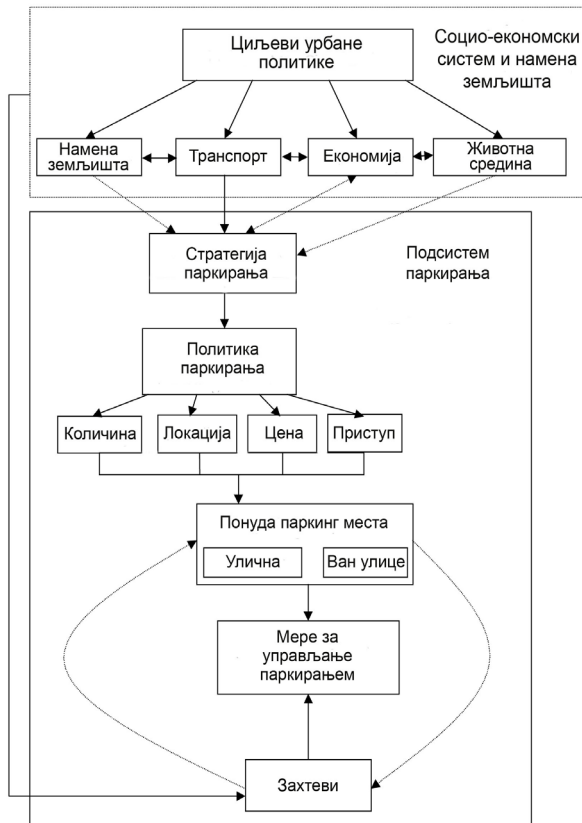 Циљеви урбане
политике
Социо-економски
систем и намена
земљишта
Намена
земљишта
Транспорт
Економија
Животна
средина
Стратегија
паркирања
Подсистем
паркирања
Политика
паркирања
Количина
Локација
Цена
Приступ
Понуда паркинг места
Улична
Ван улице
Мере за
управљање
паркирањем
Захтеви